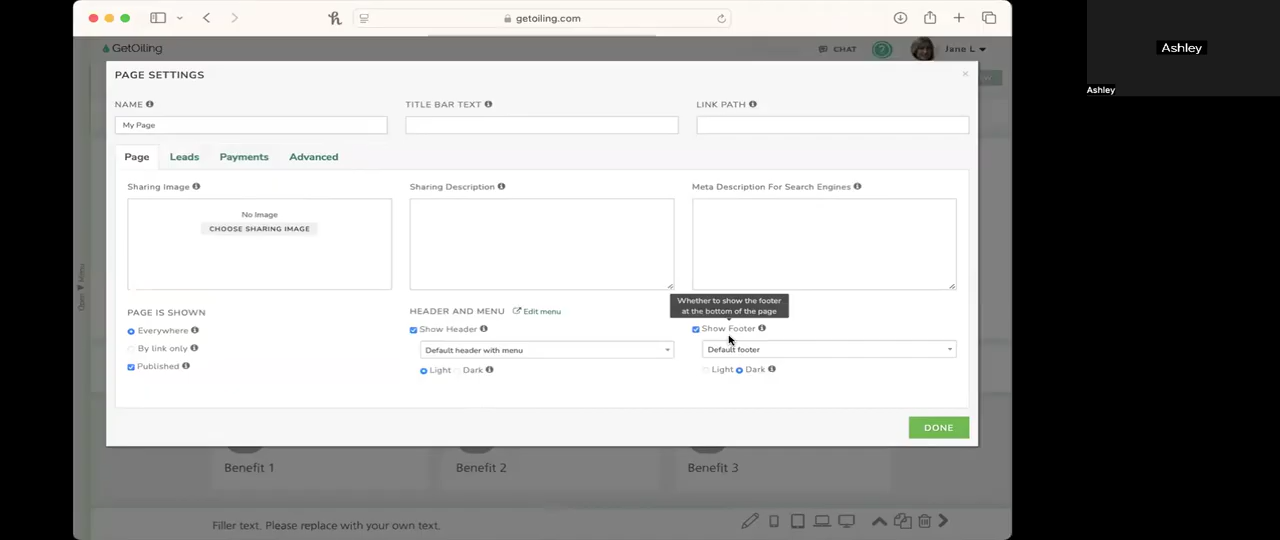 getoiling.com
GetOiling
CHAT
Jane L
Ashley
Ashley
PAGE SETTINGS
NAME
TITLE BAR TEXT
LINK PATH
My Page
Page
Leads
Payments
Advanced
Sharing Image
Sharing Description
Meta Description For Search Engines
No Image
CHOOSE SHARING IMAGE
Whether to show the footer
at the bottom of the page
PAGE IS SHOWN
HEADER AND MENU
Edit menu
Everywhere
Show Header
Show Footer
By link only
Default header with menu
Default footer
Published
Light
Dark
Light
Dark
DONE
Benefit 1
Benefit 2
Benefit 3
Filler text. Please replace with your own text.